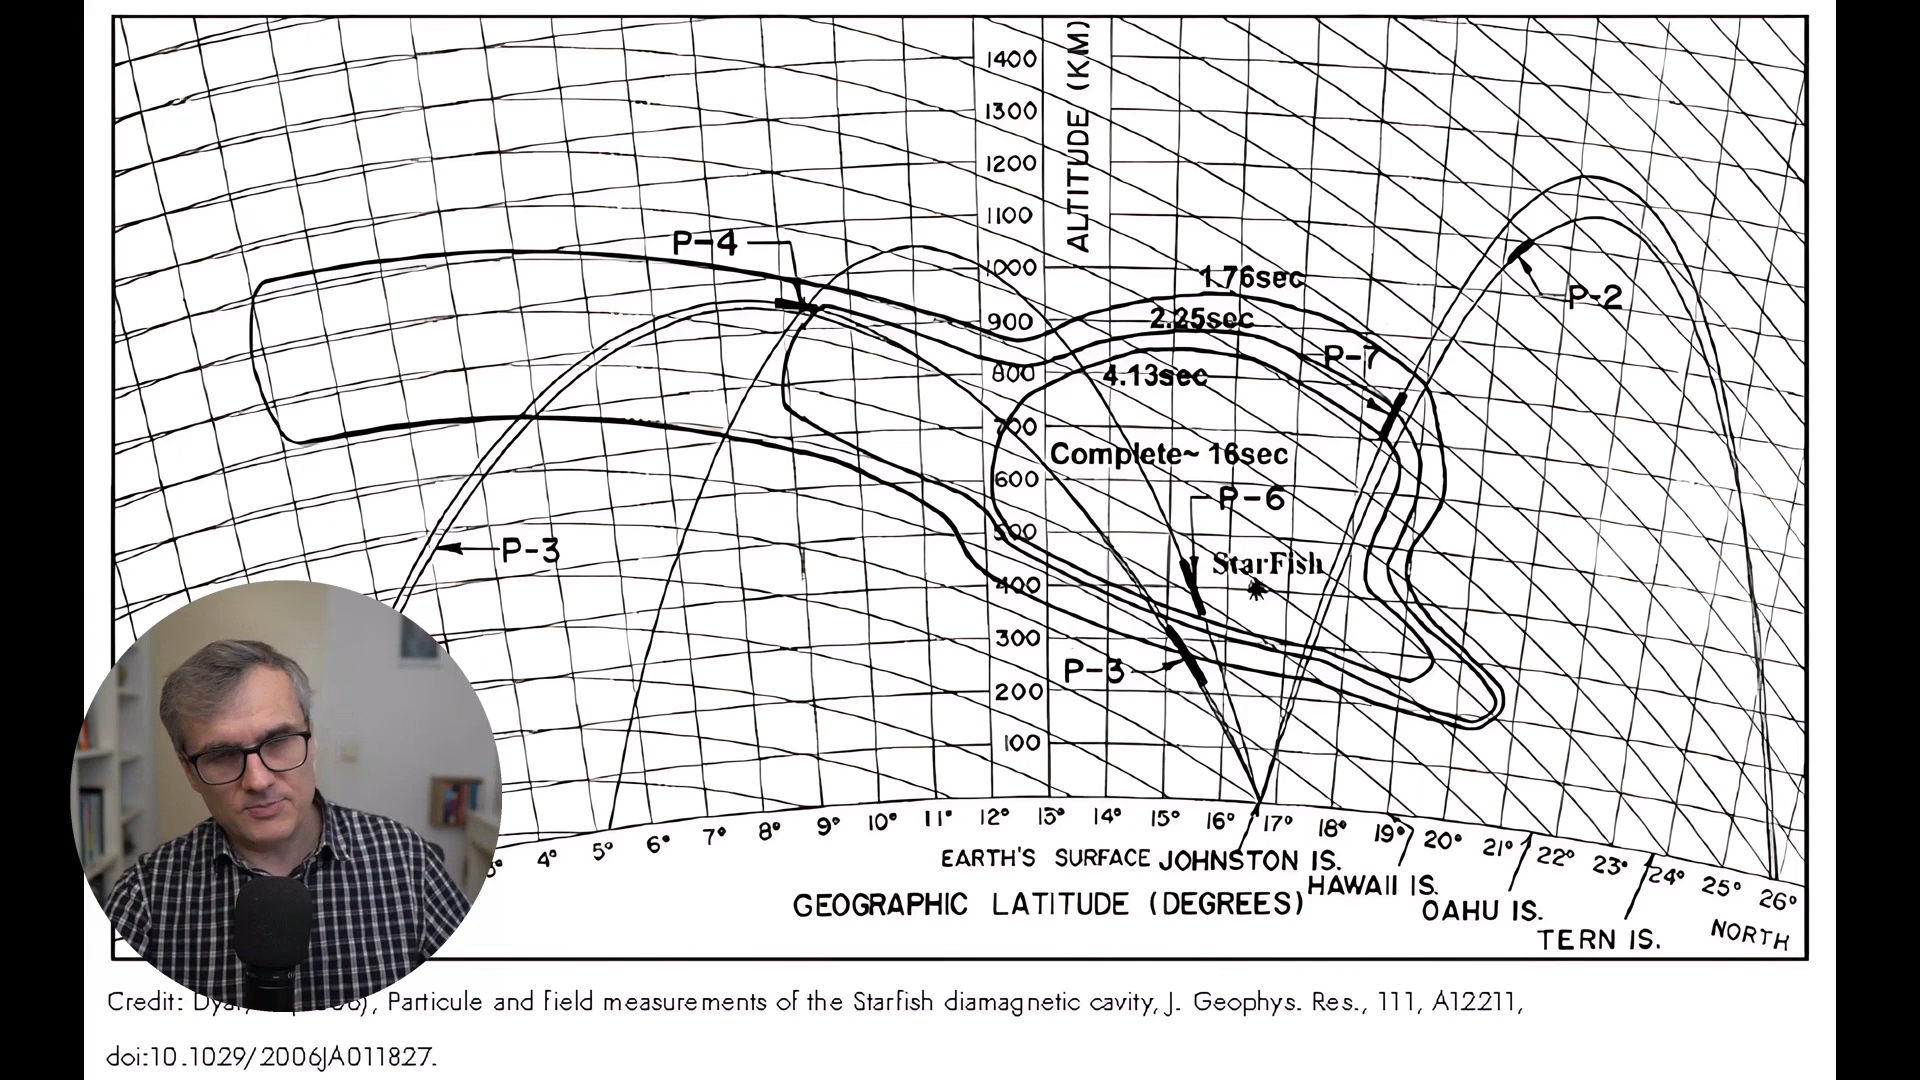 1400
1300
1200
1100
1000
900
800
700
600
500
400
300
200
100
ALTITUDE (KM)
P-4
1.76sec
2.25sec
P-2
P-7
4.13sec
Complete~ 16sec
P-6
P-3
StarFish
P-3
4° 5° 6° 7° 8° 9° 10° 11° 12° 13° 14° 15° 16° 17° 18° 19° 20° 21° 22° 23° 24° 25° 26°
EARTH'S SURFACE JOHNSTON IS.
HAWAII IS.
GEOGRAPHIC LATITUDE (DEGREES)
OAHU IS.
TERN IS.
NORTH
Credit: Particule and field measurements of the Starfish diamagnetic cavity, J. Geophys. Res., 111, A12211,
doi:10.1029/2006JA011827.